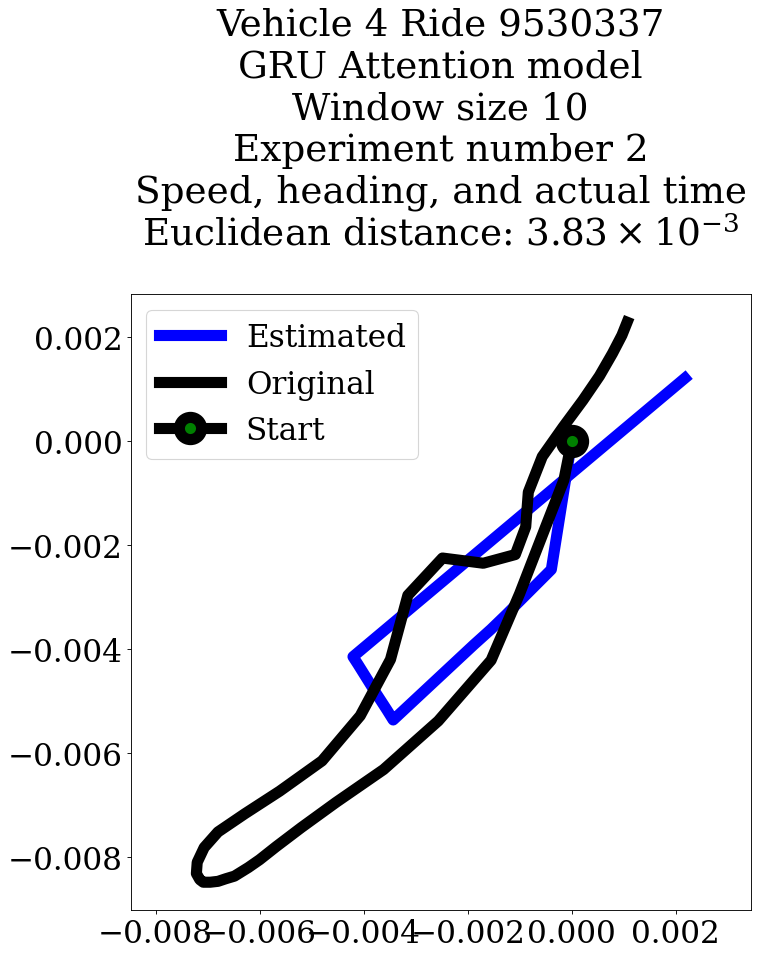 Vehicle 4 Ride 9530337
GRU Attention model
Window size 10
Experiment number 2
Speed, heading, and actual time
Euclidean distance: 3.83 × 10⁻³
Estimated
Original
Start
0.002
0.000
−0.002
−0.004
−0.006
−0.008
−0.008 −0.006 −0.004 −0.002 0.000 0.002